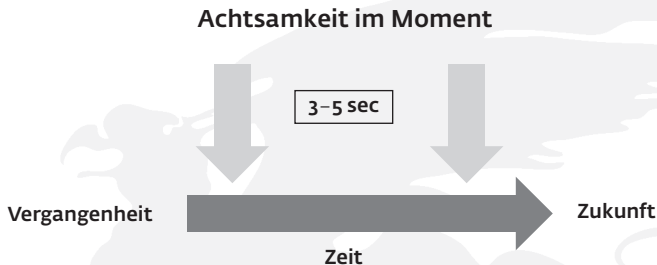 Achtsamkeit im Moment
3–5 sec
Vergangenheit
Zukunft
Zeit